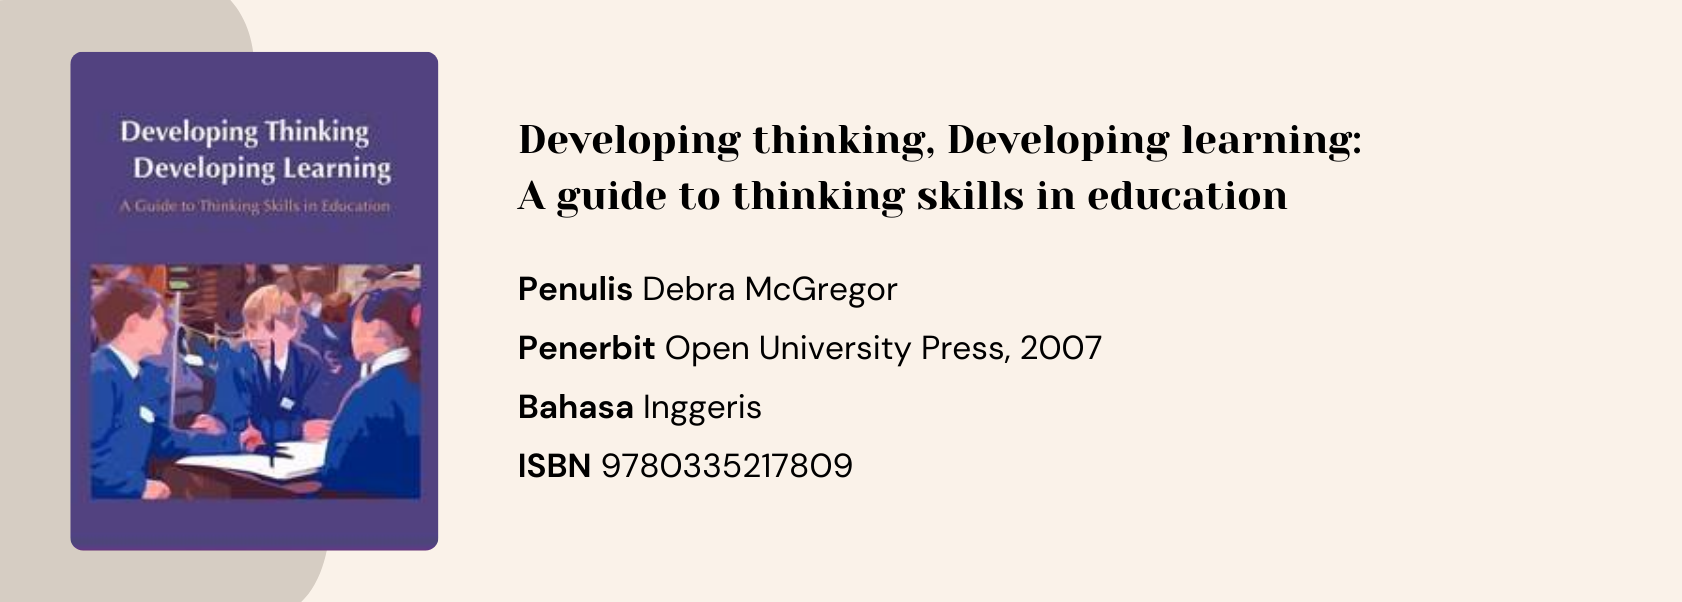 Developing Thinking
Developing Learning
A Guide to Thinking Skills in Education
Developing thinking, Developing learning:
A guide to thinking skills in education
Penulis Debra McGregor
Penerbit Open University Press, 2007
Bahasa Inggeris
ISBN 9780335217809